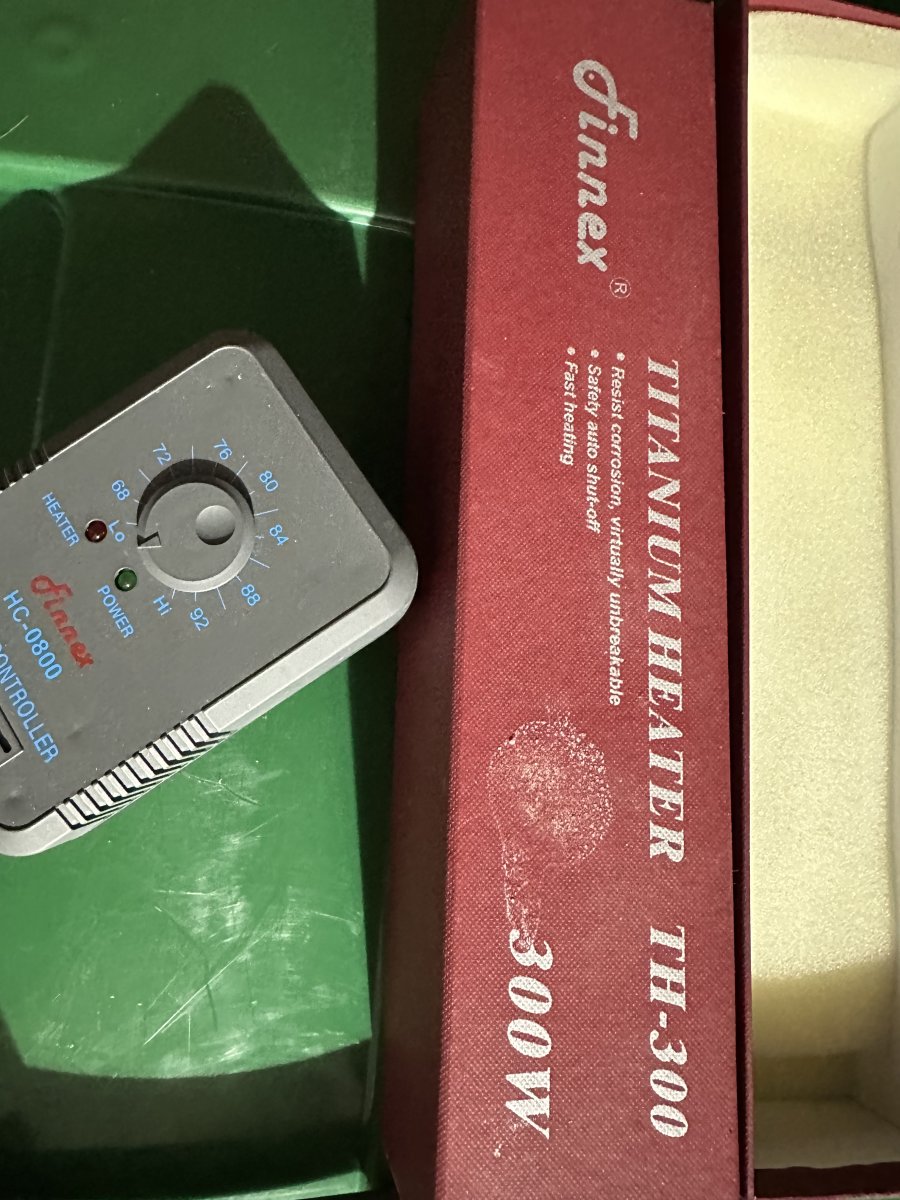 finnex®
TITANIUM HEATER TH-300
• Resist corrosion, virtually unbreakable
• Safety auto shut-off
• Fast heating
300W
Lo
68
72
76
80
84
88
92
Hi
HEATER
POWER
finnex
HC-0800